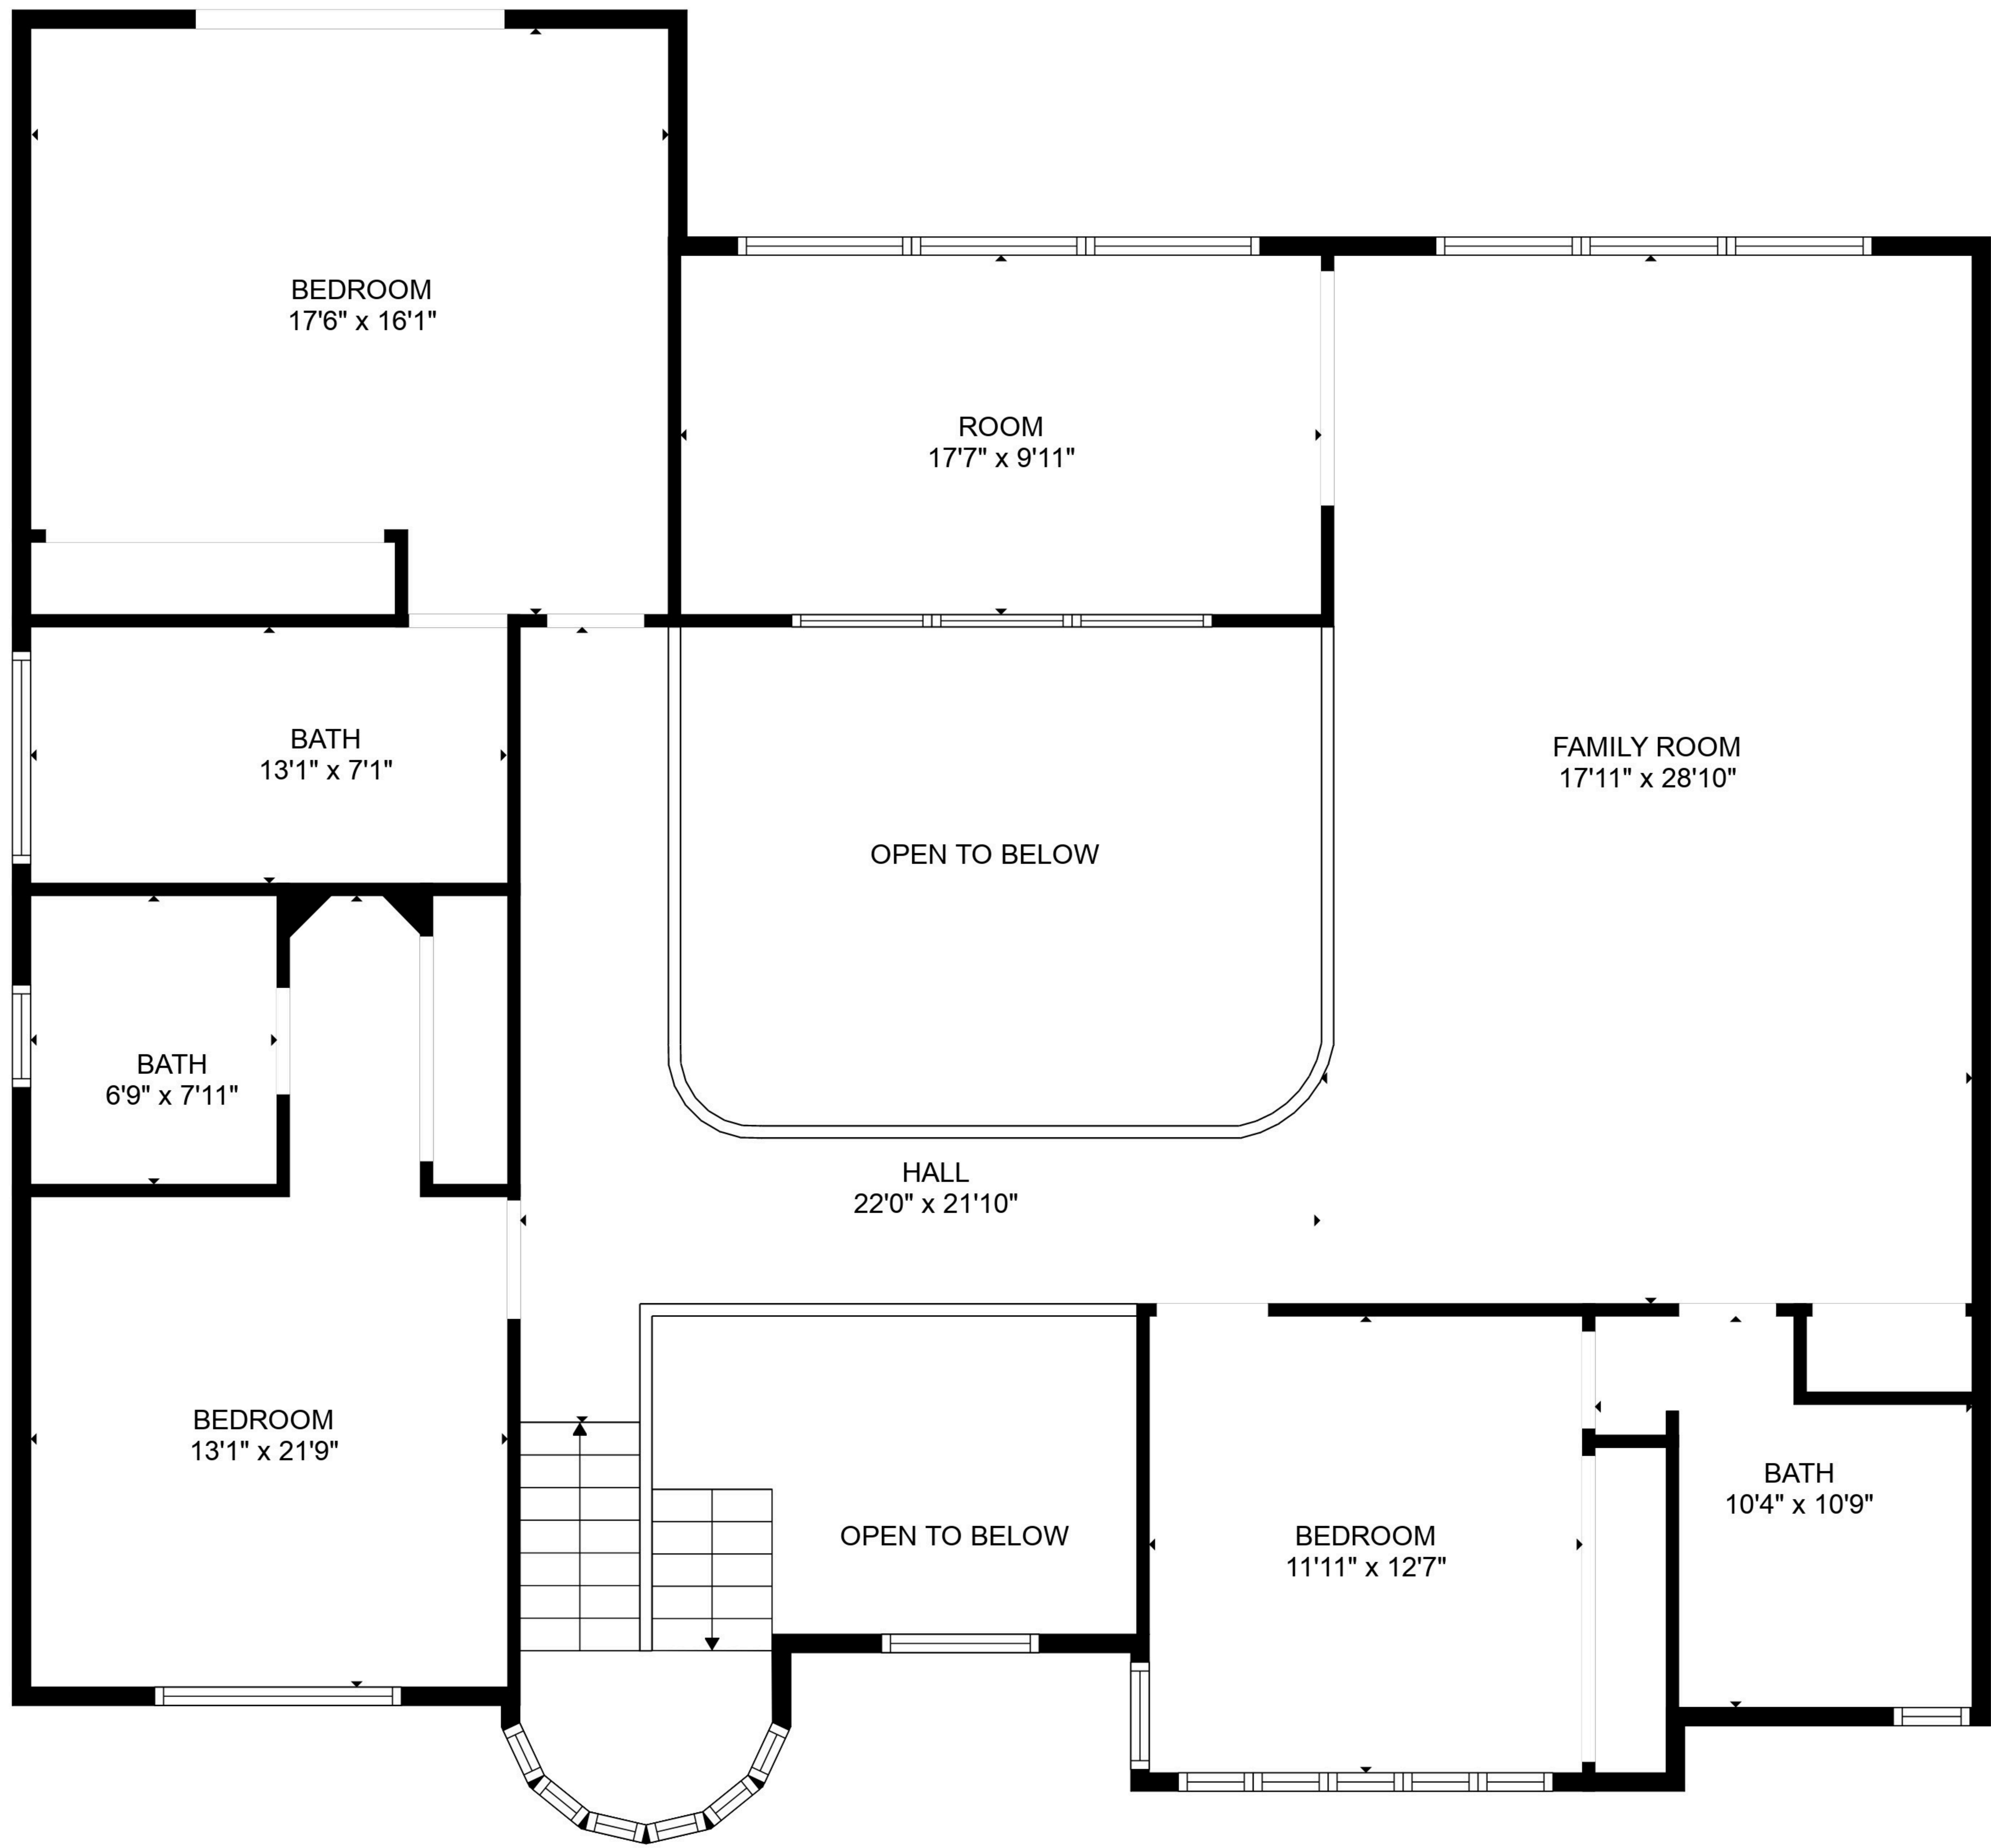 BEDROOM
17'6" x 16'1"
ROOM
17'7" x 9'11"
BATH
13'1" x 7'1"
FAMILY ROOM
17'11" x 28'10"
OPEN TO BELOW
BATH
6'9" x 7'11"
HALL
22'0" x 21'10"
BEDROOM
13'1" x 21'9"
OPEN TO BELOW
BEDROOM
11'11" x 12'7"
BATH
10'4" x 10'9"